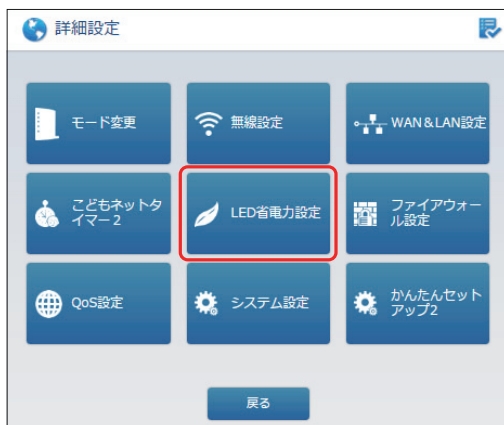 詳細設定
モード変更
無線設定
WAN&LAN設定
こどもネットタ
イマー2
LED省電力設定
ファイアウォー
ル設定
QoS設定
システム設定
かんたんセット
アップ2
戻る